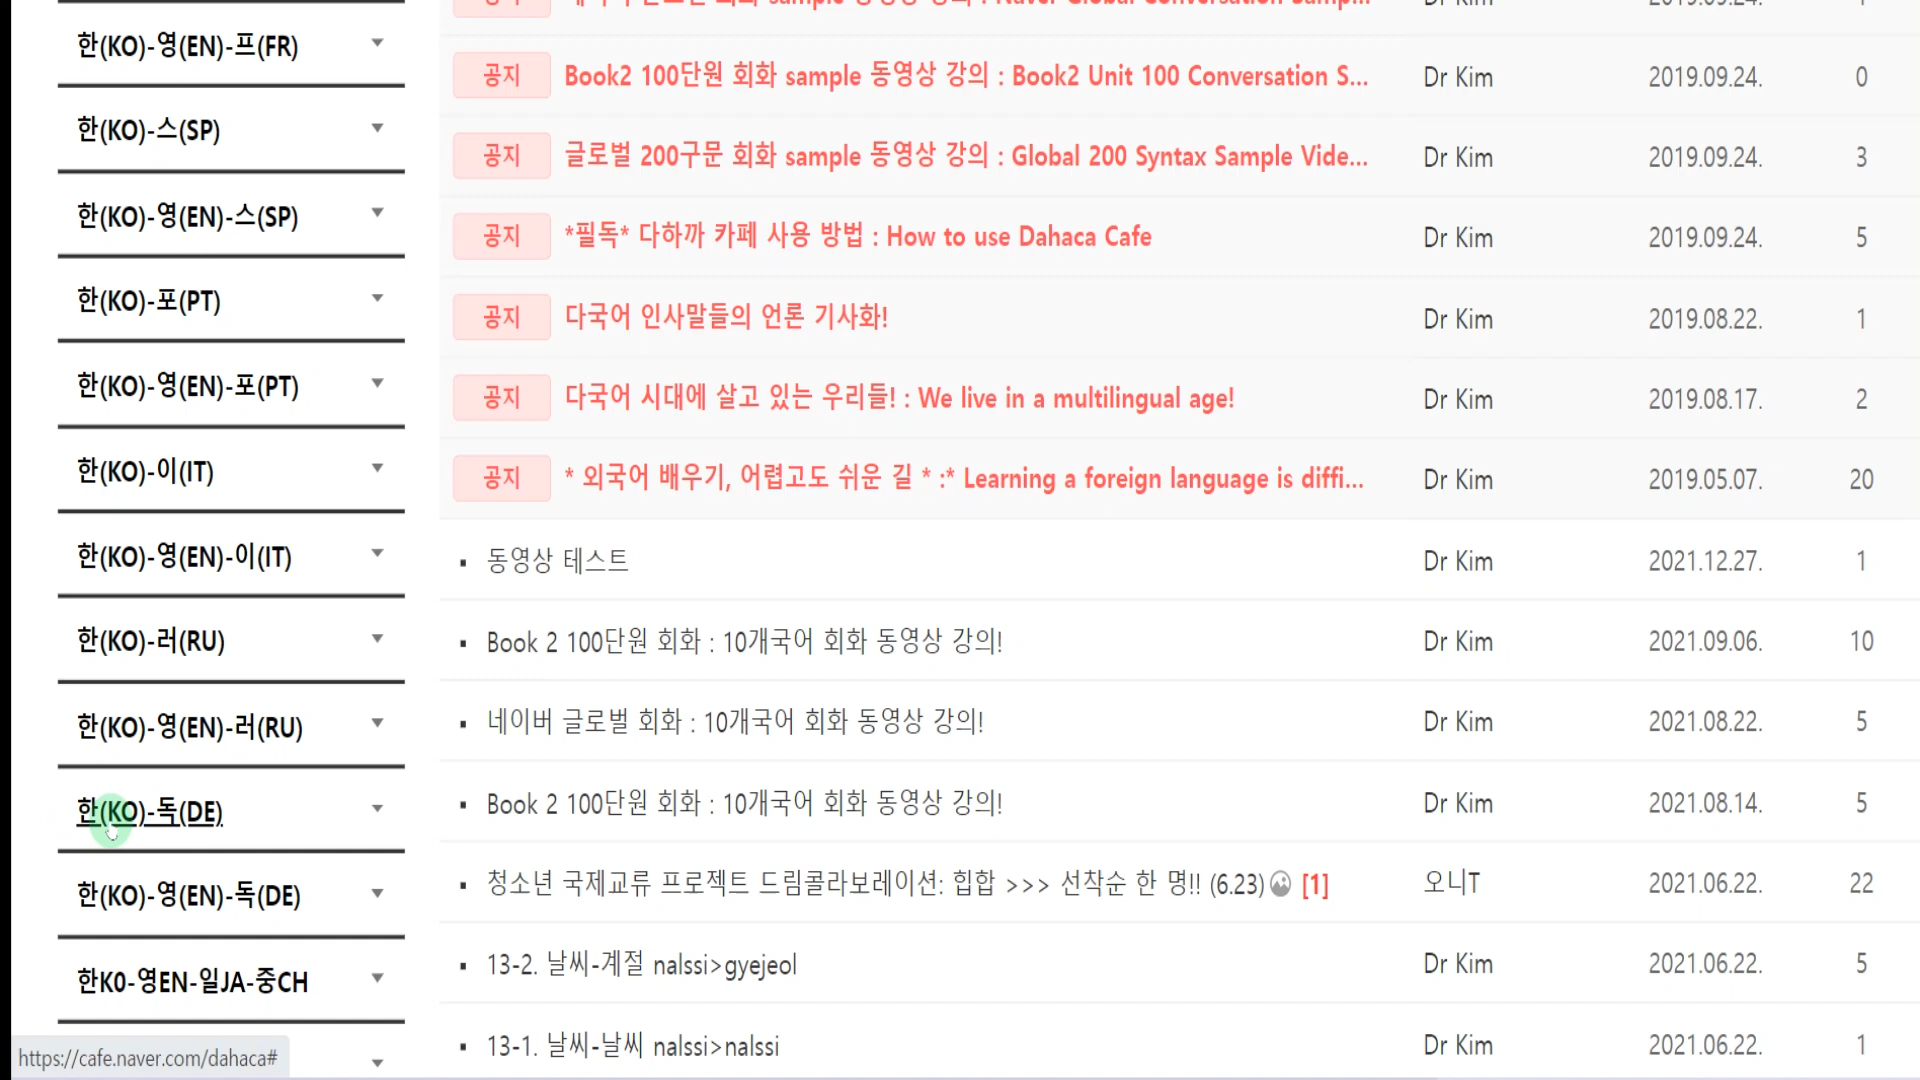 한(KO)-영(EN)-프(FR)
한(KO)-스(SP)
한(KO)-영(EN)-스(SP)
한(KO)-포(PT)
한(KO)-영(EN)-포(PT)
한(KO)-이(IT)
한(KO)-영(EN)-이(IT)
한(KO)-러(RU)
한(KO)-영(EN)-러(RU)
한(KO)-독(DE)
한(KO)-영(EN)-독(DE)
한K0-영EN-일JA-중CH
https://cafe.naver.com/dahaca#
공지 Book2 100단원 회화 sample 동영상 강의 : Book2 Unit 100 Conversation S... Dr Kim 2019.09.24. 0
공지 글로벌 200구문 회화 sample 동영상 강의 : Global 200 Syntax Sample Vide... Dr Kim 2019.09.24. 3
공지 *필독* 다하까 카페 사용 방법 : How to use Dahaca Cafe Dr Kim 2019.09.24. 5
공지 다국어 인사말들의 언론 기사화! Dr Kim 2019.08.22. 1
공지 다국어 시대에 살고 있는 우리들! : We live in a multilingual age! Dr Kim 2019.08.17. 2
공지 * 외국어 배우기, 어렵고도 쉬운 길 * :* Learning a foreign language is diffi... Dr Kim 2019.05.07. 20
동영상 테스트 Dr Kim 2021.12.27. 1
Book 2 100단원 회화 : 10개국어 회화 동영상 강의! Dr Kim 2021.09.06. 10
네이버 글로벌 회화 : 10개국어 회화 동영상 강의! Dr Kim 2021.08.22. 5
Book 2 100단원 회화 : 10개국어 회화 동영상 강의! Dr Kim 2021.08.14. 5
청소년 국제교류 프로젝트 드림콜라보레이션: 힙합 >>> 선착순 한 명!! (6.23) [1] 오니T 2021.06.22. 22
13-2. 날씨-계절 nalssi>gyejeol Dr Kim 2021.06.22. 5
13-1. 날씨-날씨 nalssi>nalssi Dr Kim 2021.06.22. 1